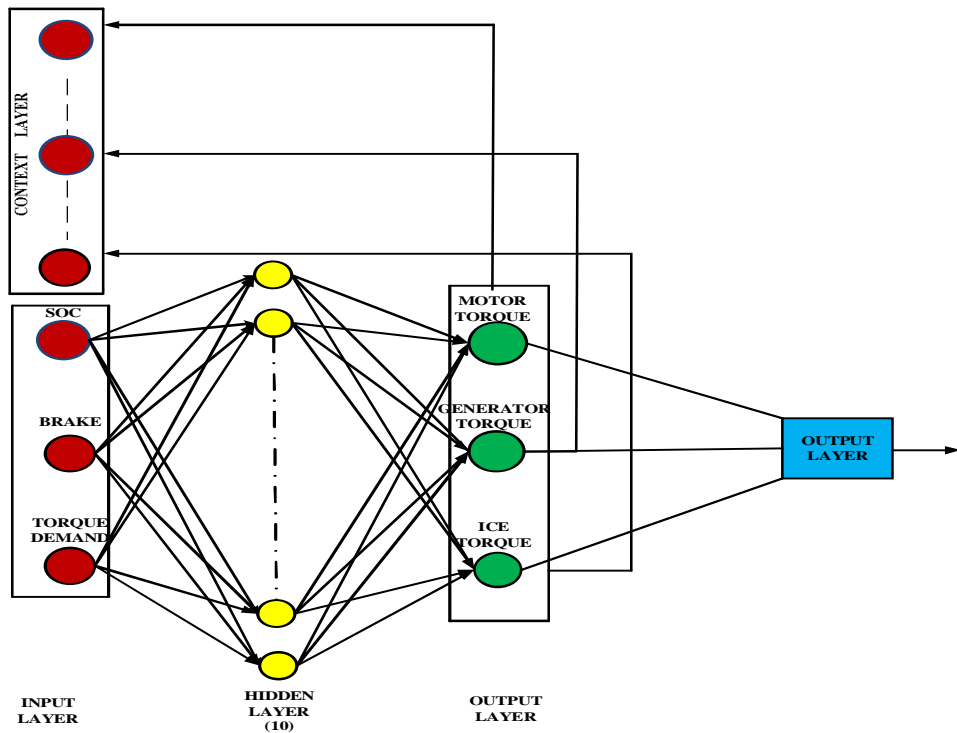 CONTEXT LAYER
SOC
BRAKE
TORQUE
DEMAND
MOTOR
TORQUE
GENERATOR
TORQUE
ICE
TORQUE
OUTPUT
LAYER
INPUT
LAYER
HIDDEN
LAYER
(10)
OUTPUT
LAYER